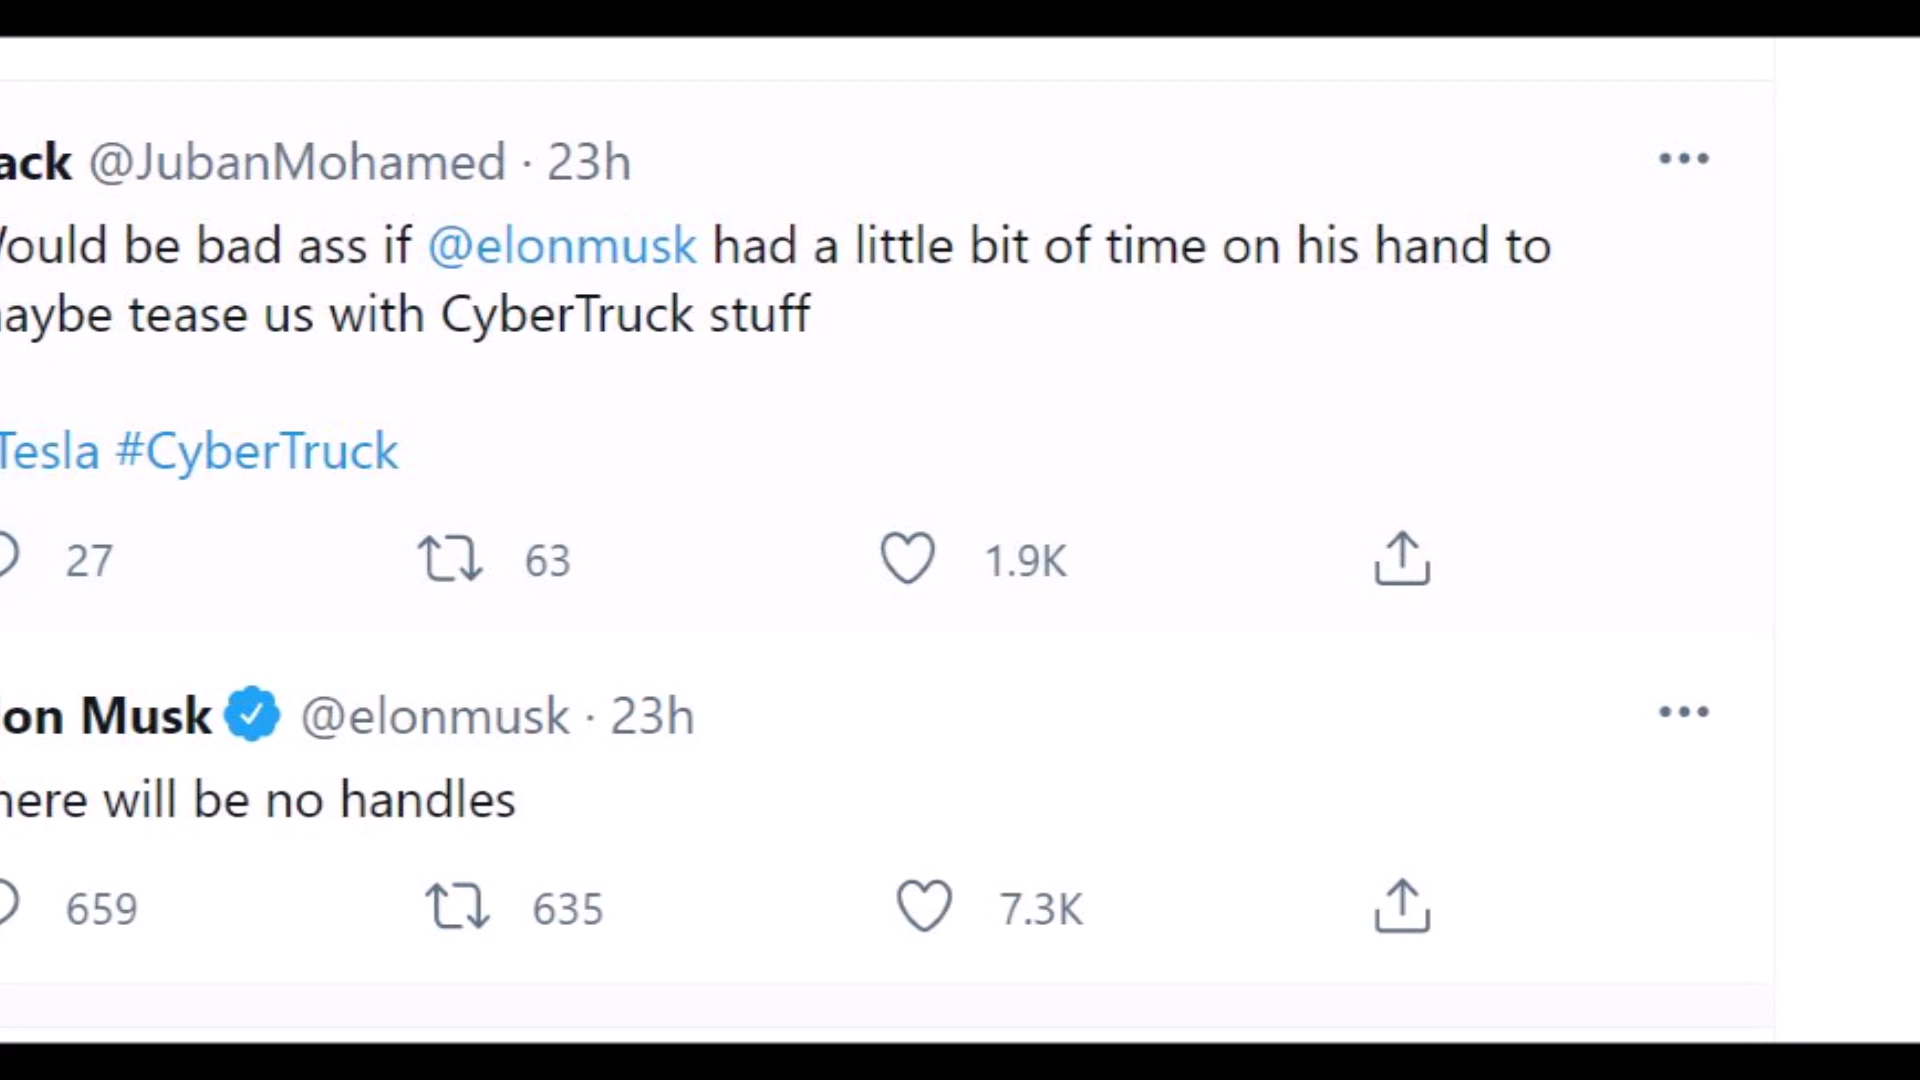 ack @JubanMohamed · 23h
ould be bad ass if @elonmusk had a little bit of time on his hand to
aybe tease us with CyberTruck stuff
Tesla #CyberTruck
27 63 1.9K
on Musk @elonmusk · 23h
here will be no handles
659 635 7.3K